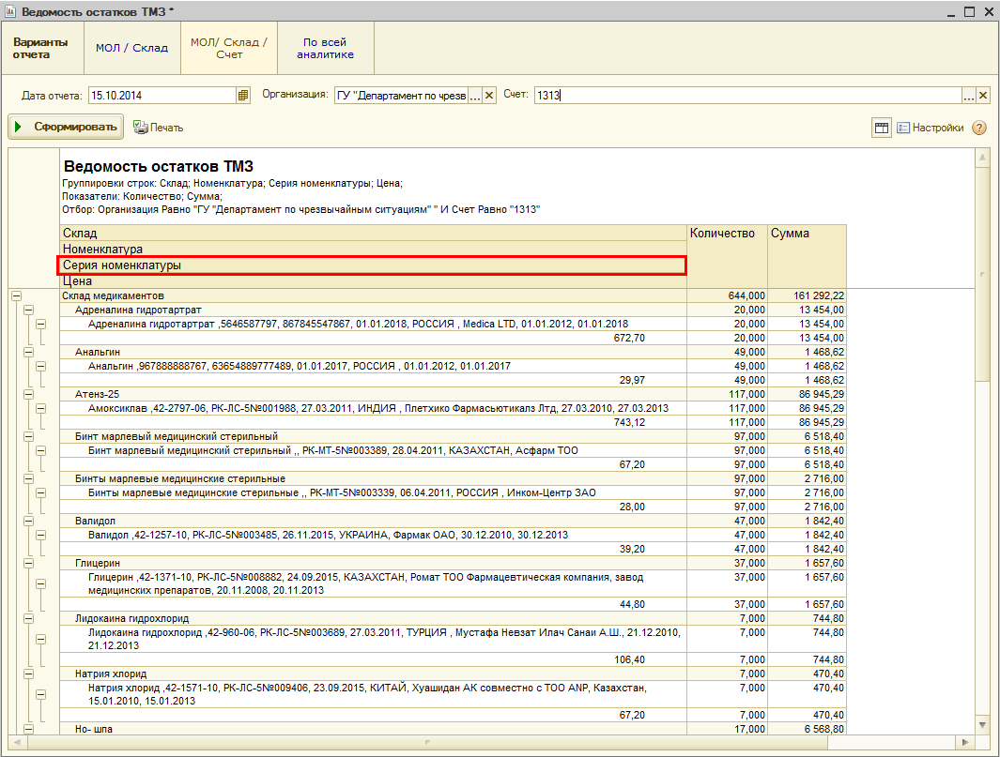 Ведомость остатков ТМЗ *
Варианты отчета
МОЛ / Склад
МОЛ/ Склад / Счет
По всей аналитике
Дата отчета: 15.10.2014 Организация: ГУ "Департамент по чрезв ... Счет: 1313 ...
Сформировать Печать Настройки ?
Ведомость остатков ТМЗ
Группировки строк: Склад; Номенклатура; Серия номенклатуры; Цена;
Показатели: Количество; Сумма;
Отбор: Организация Равно "ГУ "Департамент по чрезвычайным ситуациям" " И Счет Равно "1313"
Склад Количество Сумма
Номенклатура
Серия номенклатуры
Цена
Склад медикаментов 644,000 161 292,22
Адреналина гидротартрат 20,000 13 454,00
Адреналина гидротартрат ,5646587797, 867845547867, 01.01.2018, РОССИЯ , Medica LTD, 01.01.2012, 01.01.2018 20,000 13 454,00
672,70 20,000 13 454,00
Анальгин 49,000 1 468,62
Анальгин ,967888888767, 63654889777489, 01.01.2017, РОССИЯ , 01.01.2012, 01.01.2017 49,000 1 468,62
29,97 49,000 1 468,62
Атенз-25 117,000 86 945,29
Амоксиклав ,42-2797-06, РК-ЛС-5№001988, 27.03.2011, ИНДИЯ , Плетхико Фармасьютикалз Лтд, 27.03.2010, 27.03.2013 117,000 86 945,29
743,12 117,000 86 945,29
Бинт марлевый медицинский стерильный 97,000 6 518,40
Бинт марлевый медицинский стерильный ,, РК-МТ-5№003389, 28.04.2011, КАЗАХСТАН, Асфарм ТОО 97,000 6 518,40
67,20 97,000 6 518,40
Бинты марлевые медицинские стерильные 97,000 2 716,00
Бинты марлевые медицинские стерильные ,, РК-МТ-5№003339, 06.04.2011, РОССИЯ , Инком-Центр ЗАО 97,000 2 716,00
28,00 97,000 2 716,00
Валидол 47,000 1 842,40
Валидол ,42-1257-10, РК-ЛС-5№003485, 26.11.2015, УКРАИНА, Фармак ОАО, 30.12.2010, 30.12.2013 47,000 1 842,40
39,20 47,000 1 842,40
Глицерин 37,000 1 657,60
Глицерин ,42-1371-10, РК-ЛС-5№008882, 24.09.2015, КАЗАХСТАН, Ромат ТОО Фармацевтическая компания, завод 37,000 1 657,60
медицинских препаратов, 20.11.2008, 20.11.2013
44,80 37,000 1 657,60
Лидокаина гидрохлорид 7,000 744,80
Лидокаина гидрохлорид ,42-960-06, РК-ЛС-5№003689, 27.03.2011, ТУРЦИЯ , Мустафа Невзат Илач Санаи А.Ш., 21.12.2010, 7,000 744,80
21.12.2013
106,40 7,000 744,80
Натрия хлорид 7,000 470,40
Натрия хлорид ,42-1571-10, РК-ЛС-5№009406, 23.09.2015, КИТАЙ, Хуашидан АК совместно с ТОО ANP, Казахстан, 7,000 470,40
15.01.2010, 15.01.2013
67,20 7,000 470,40
Но- шпа 17,000 6 568,80